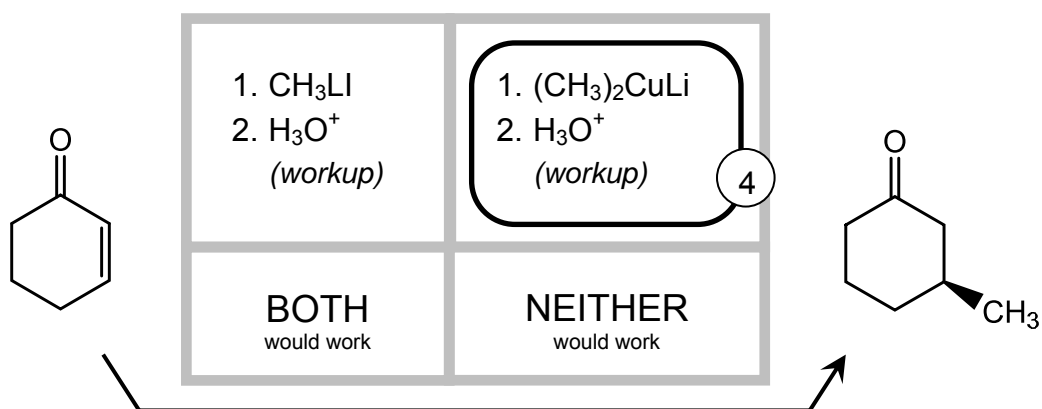 1. CH₃LI
2. H₃O⁺
(workup)
1. (CH₃)₂CuLi
2. H₃O⁺
(workup)
4
O
O
BOTH
would work
NEITHER
would work
CH₃